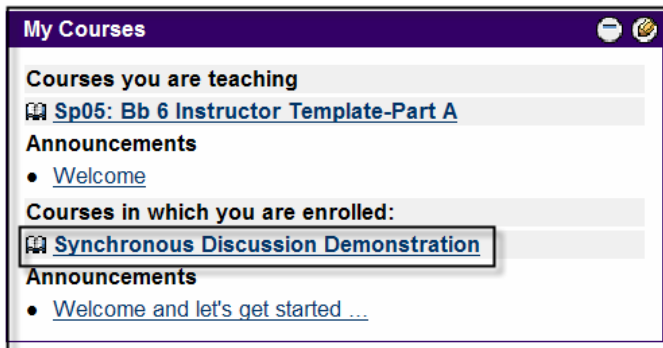 My Courses
Courses you are teaching
Sp05: Bb 6 Instructor Template-Part A
Announcements
• Welcome
Courses in which you are enrolled:
Synchronous Discussion Demonstration
Announcements
• Welcome and let's get started ...